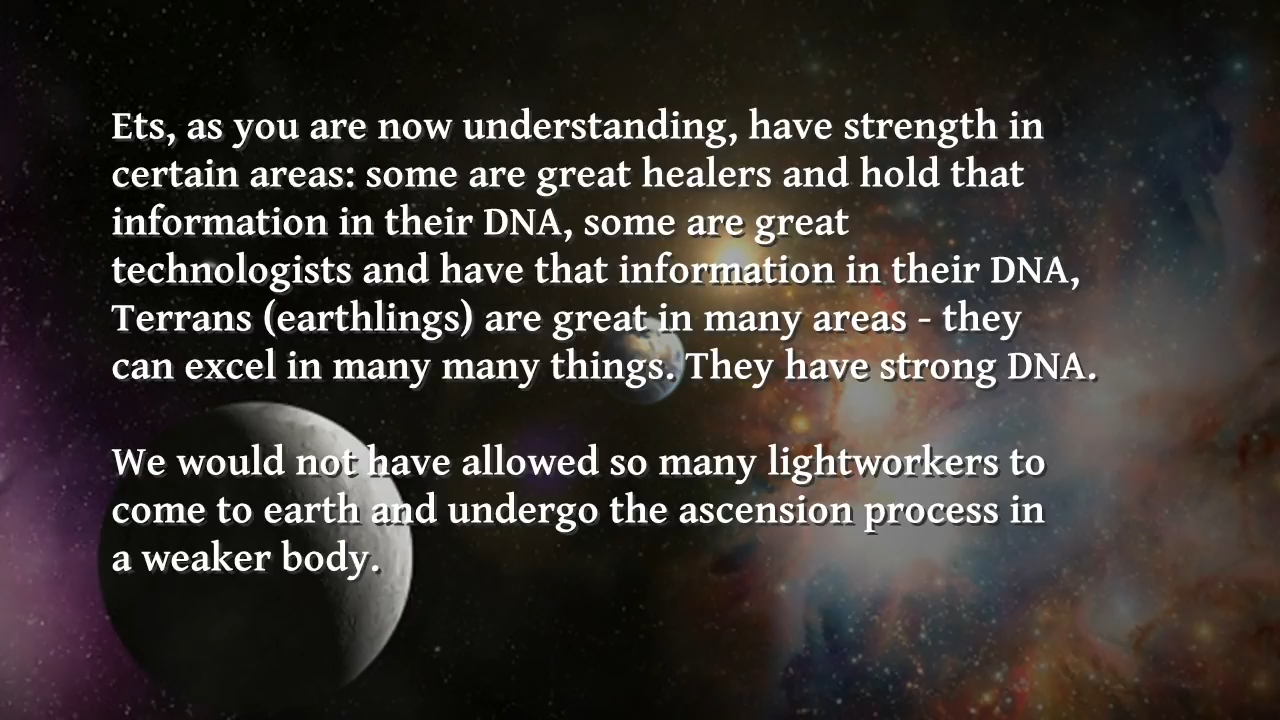 Ets, as you are now understanding, have strength in
certain areas: some are great healers and hold that
information in their DNA, some are great
technologists and have that information in their DNA,
Terrans (earthlings) are great in many areas - they
can excel in many many things. They have strong DNA.
We would not have allowed so many lightworkers to
come to earth and undergo the ascension process in
a weaker body.